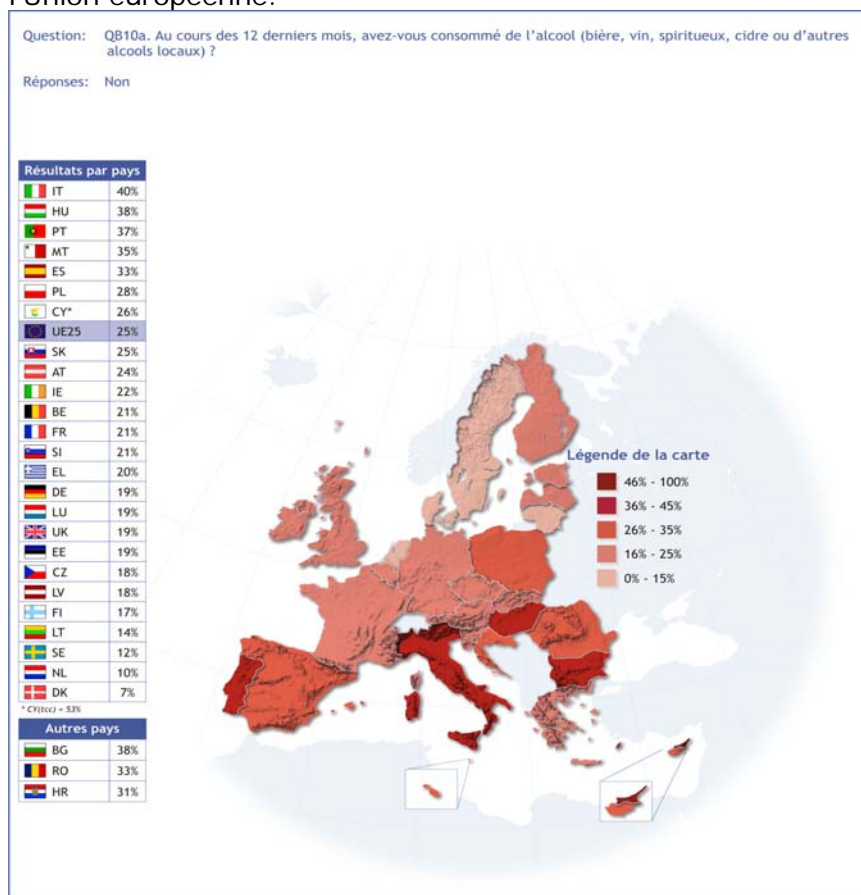 l'Union européenne.
Question: QB10a. Au cours des 12 derniers mois, avez-vous consommé de l'alcool (bière, vin, spiritueux, cidre ou d'autres
alcools locaux) ?
Réponses: Non
Résultats par pays
IT 40%
HU 38%
PT 37%
MT 35%
ES 33%
PL 28%
CY* 26%
UE25 25%
SK 25%
AT 24%
IE 22%
BE 21%
FR 21%
SI 21%
EL 20%
DE 19%
LU 19%
UK 19%
EE 19%
CZ 18%
LV 18%
FI 17%
LT 14%
SE 12%
NL 10%
DK 7%
* CY(tcc) = 53%
Autres pays
BG 38%
RO 33%
HR 31%
Légende de la carte
46% - 100%
36% - 45%
26% - 35%
16% - 25%
0% - 15%